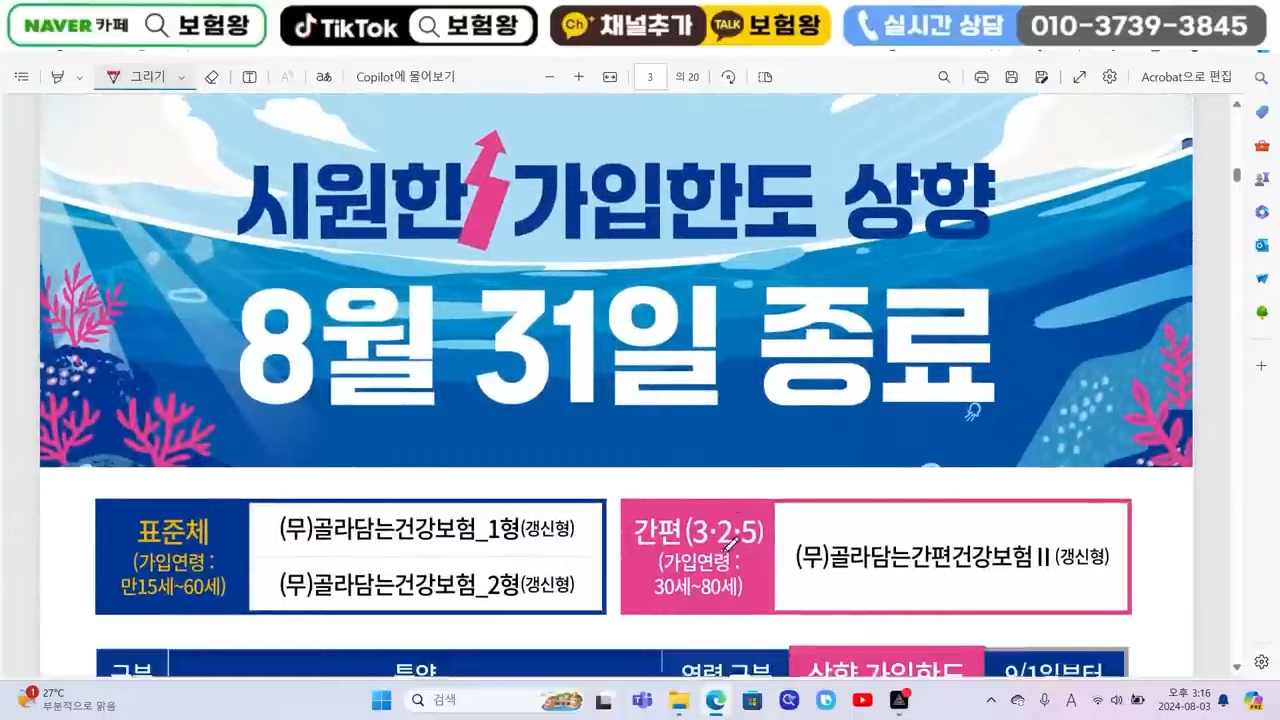 NAVER 카페 보험왕
TikTok 보험왕
Ch+ 채널추가 TALK 보험왕
실시간 상담 010-3739-3845
그리기
가あ
Copilot에 물어보기
3 의 20
Acrobat으로 편집
시원한 가입한도 상향
8월 31일 종료
표준체
(가입연령 :
만15세~60세)
(무)골라담는건강보험_1형(갱신형)
(무)골라담는건강보험_2형(갱신형)
간편(3·2·5)
(가입연령 :
30세~80세)
(무)골라담는간편건강보험Ⅱ(갱신형)
구분 특약 연령 구분 상향 가입한도 9/1일부터
1
27°C
부분적으로 맑음
검색
A
오후 3:16
2024-08-03